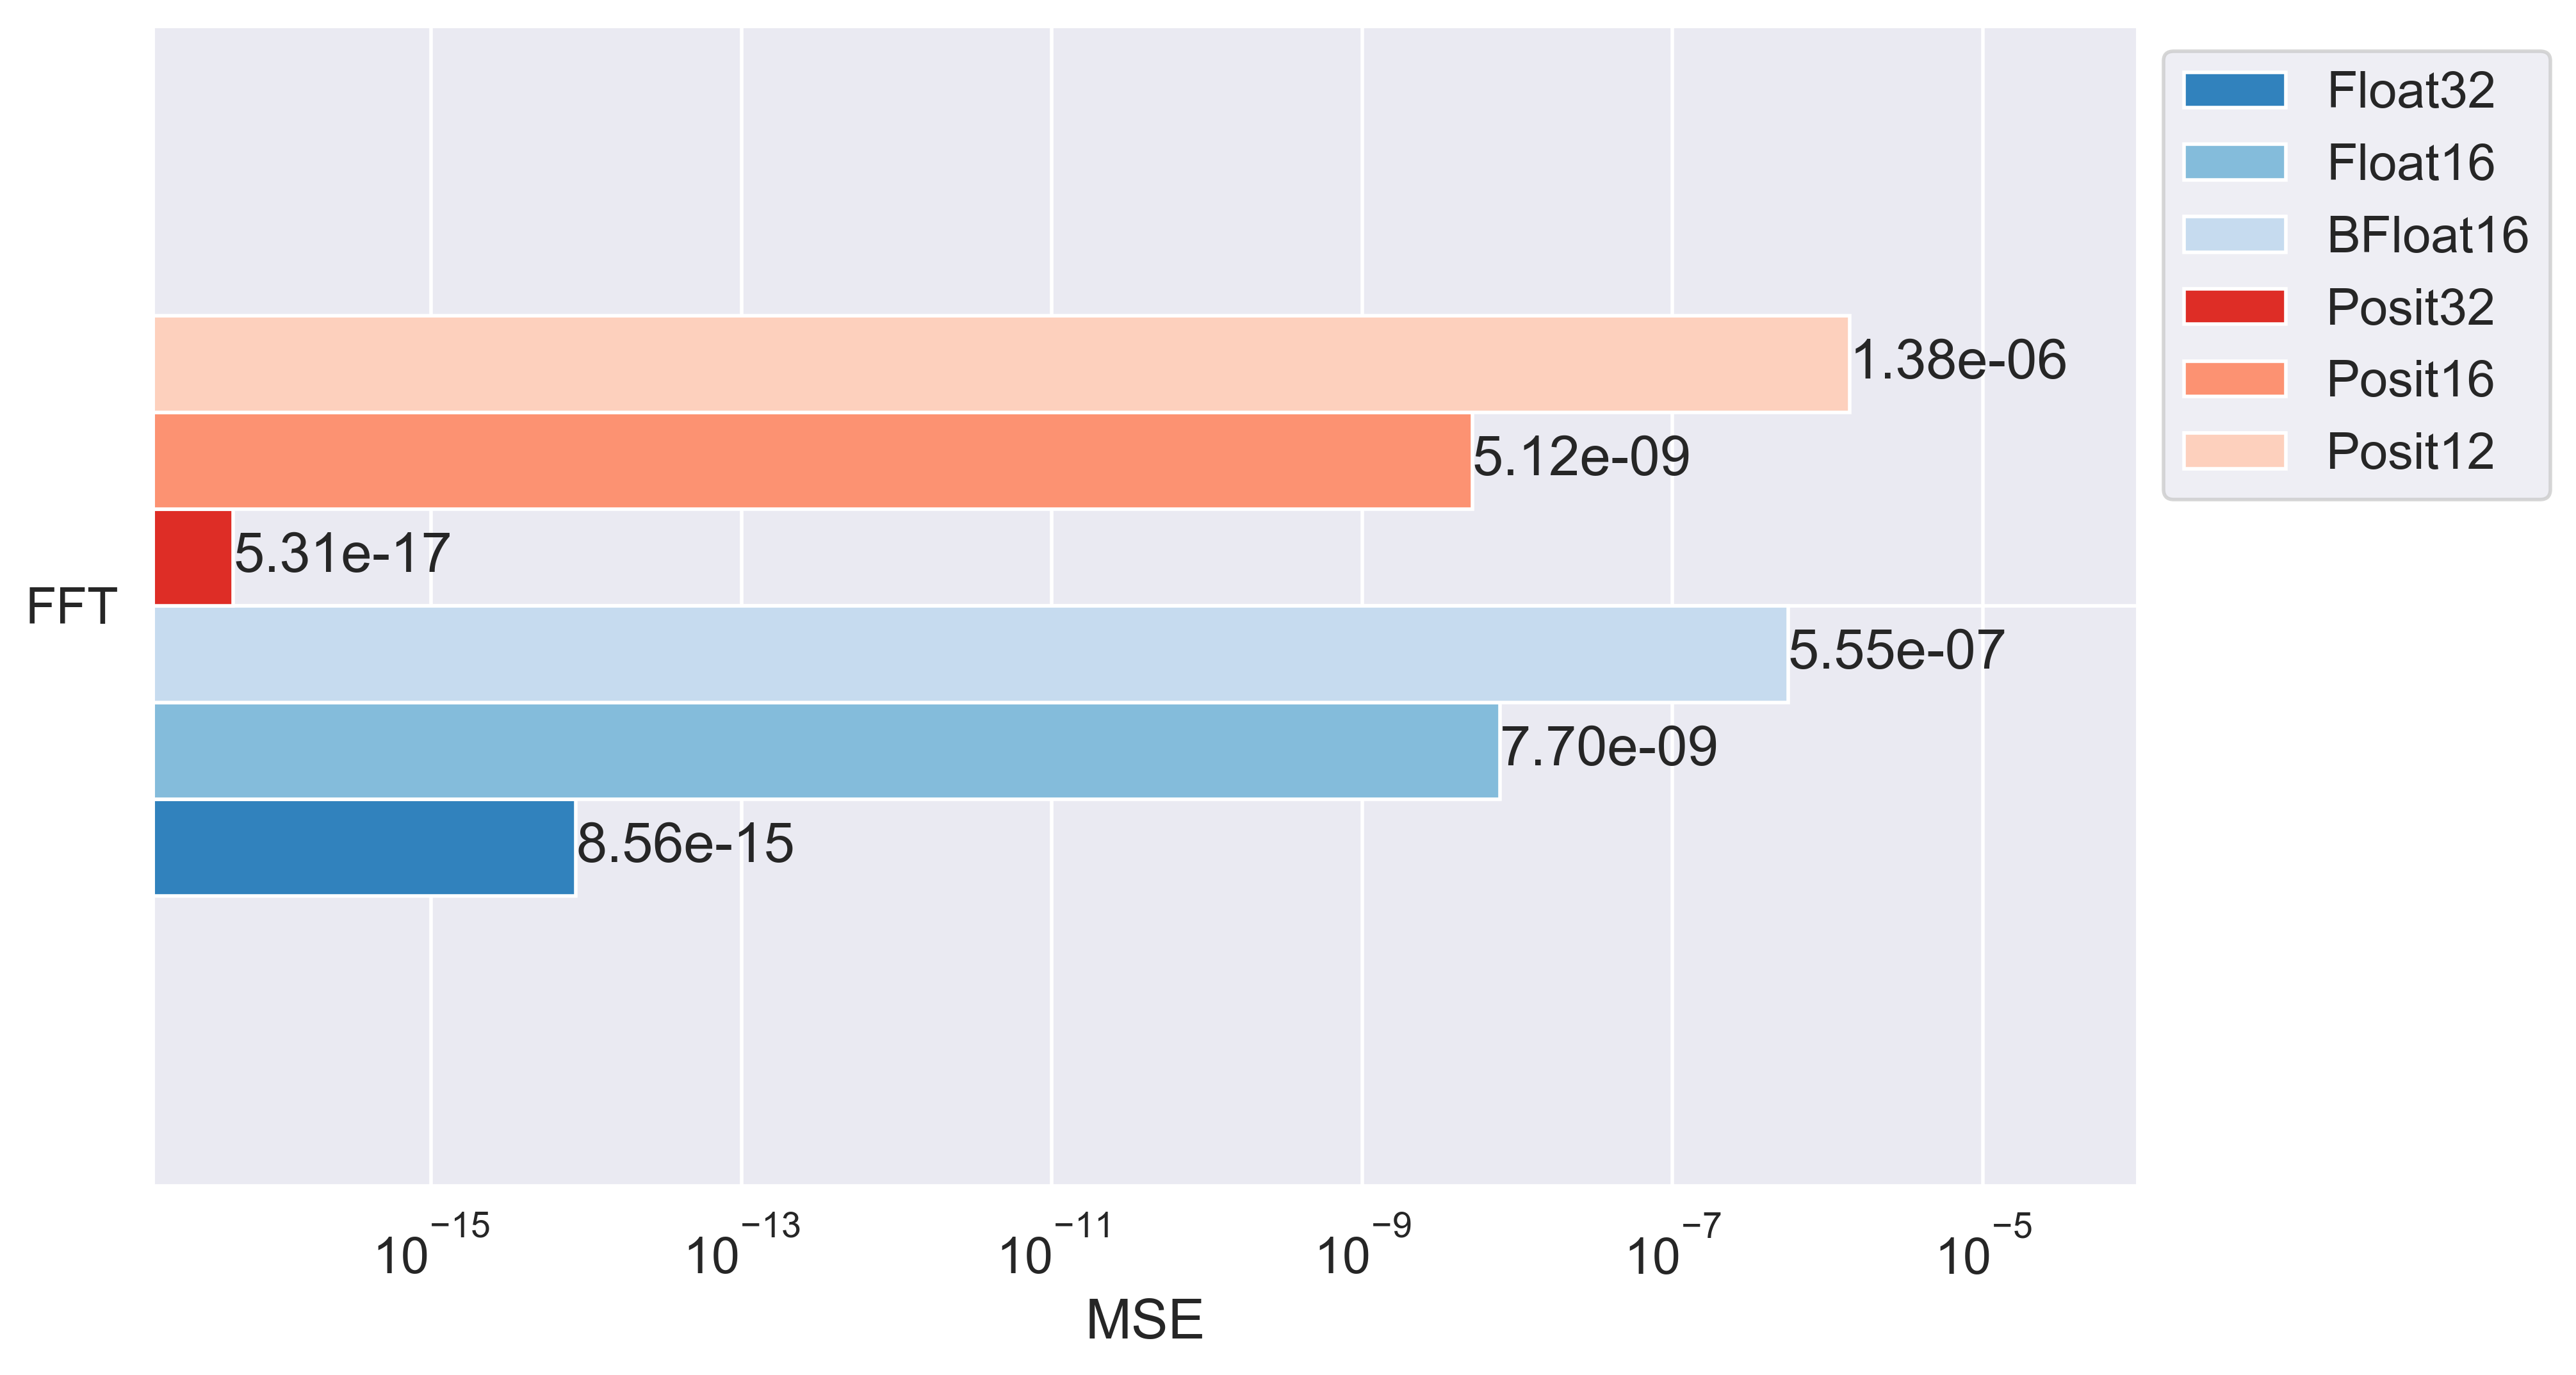 Float32
Float16
BFloat16
Posit32
Posit16
Posit12
1.38e-06
5.12e-09
5.31e-17
FFT
5.55e-07
7.70e-09
8.56e-15
10⁻¹⁵ 10⁻¹³ 10⁻¹¹ 10⁻⁹ 10⁻⁷ 10⁻⁵
MSE